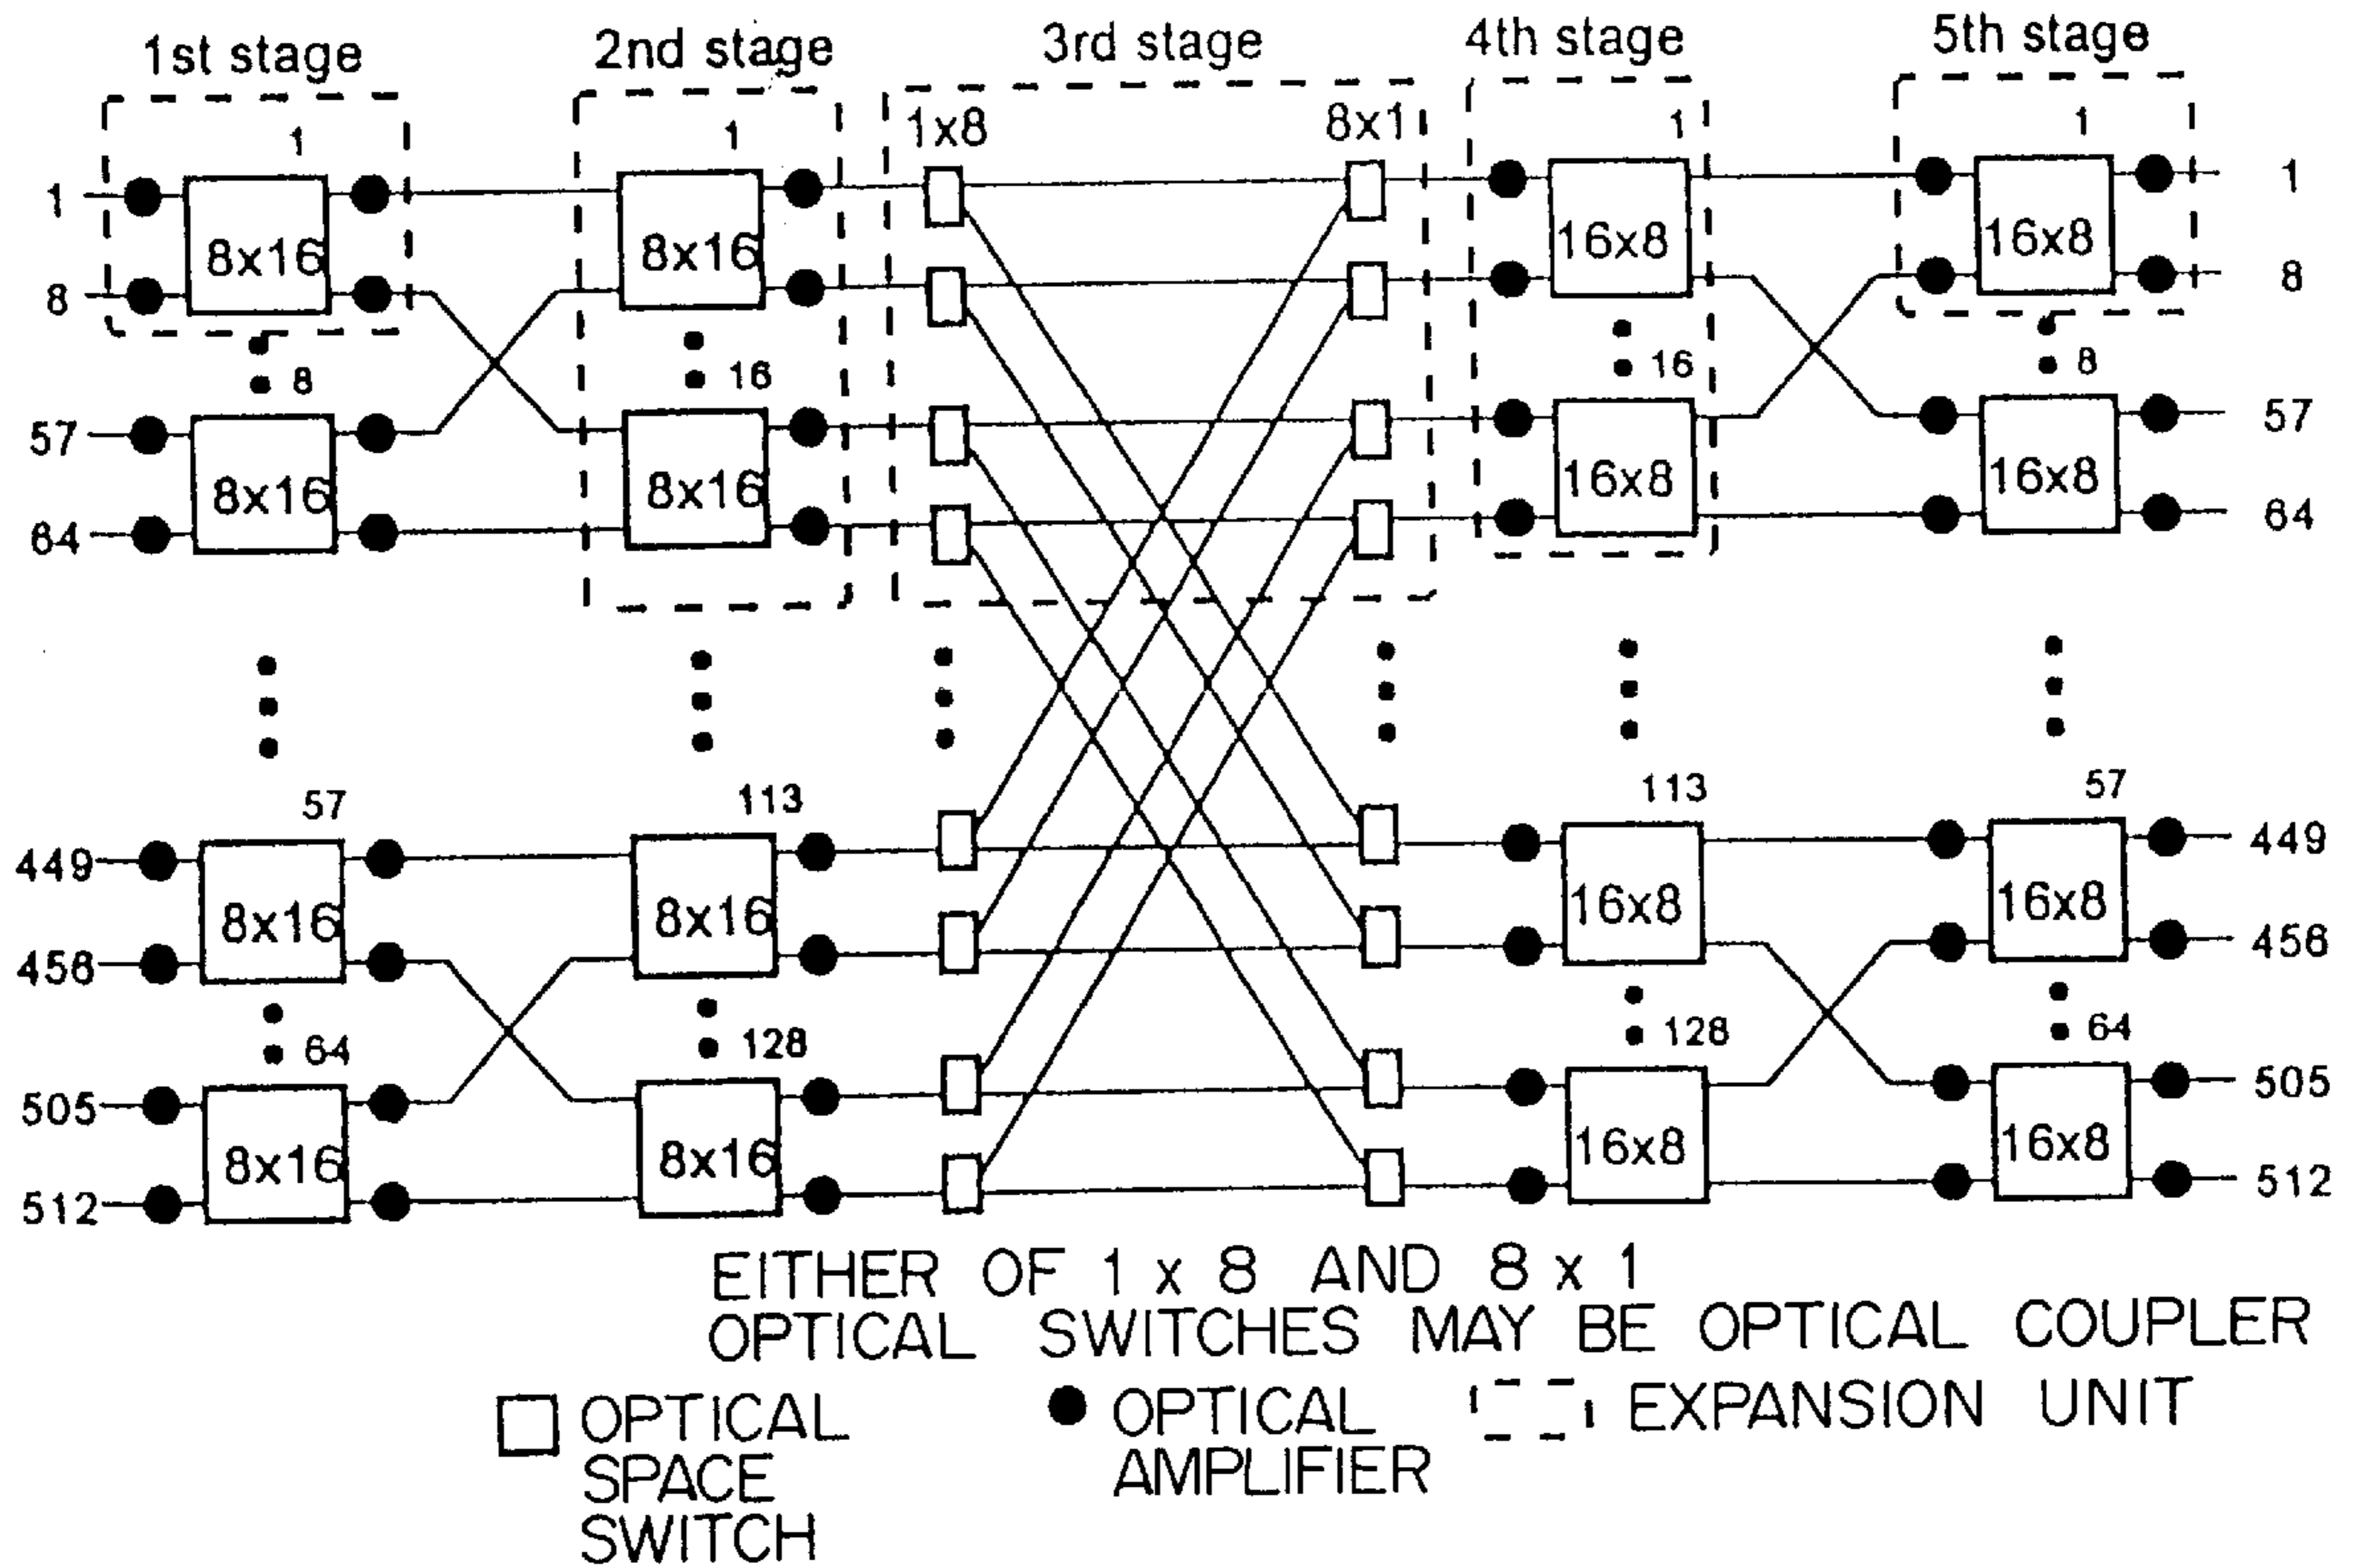 1st stage
2nd stage
3rd stage
4th stage
5th stage
1
1
1x8
8x1
1
1
1
8x16
8x16
16x8
16x8
1
8
8
8
16
16
8
57
8x16
8x16
16x8
16x8
57
64
64
57
113
113
57
449
8x16
8x16
16x8
16x8
449
456
456
64
128
128
64
505
8x16
8x16
16x8
16x8
505
512
512
EITHER OF 1 x 8 AND 8 x 1
OPTICAL SWITCHES MAY BE OPTICAL COUPLER
OPTICAL
SPACE
SWITCH
OPTICAL
AMPLIFIER
EXPANSION UNIT